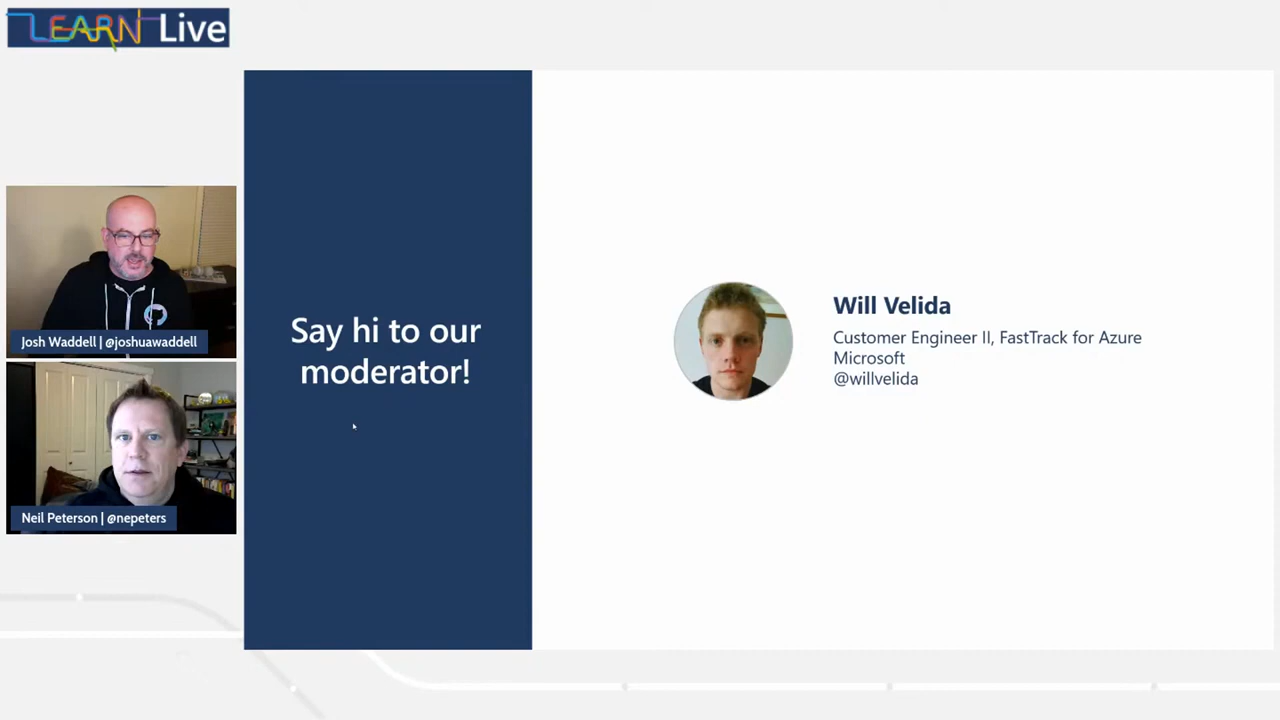 LEARN Live
Josh Waddell | @joshuawaddell
Neil Peterson | @nepeters
Say hi to our
moderator!
Will Velida
Customer Engineer II, FastTrack for Azure
Microsoft
@willvelida